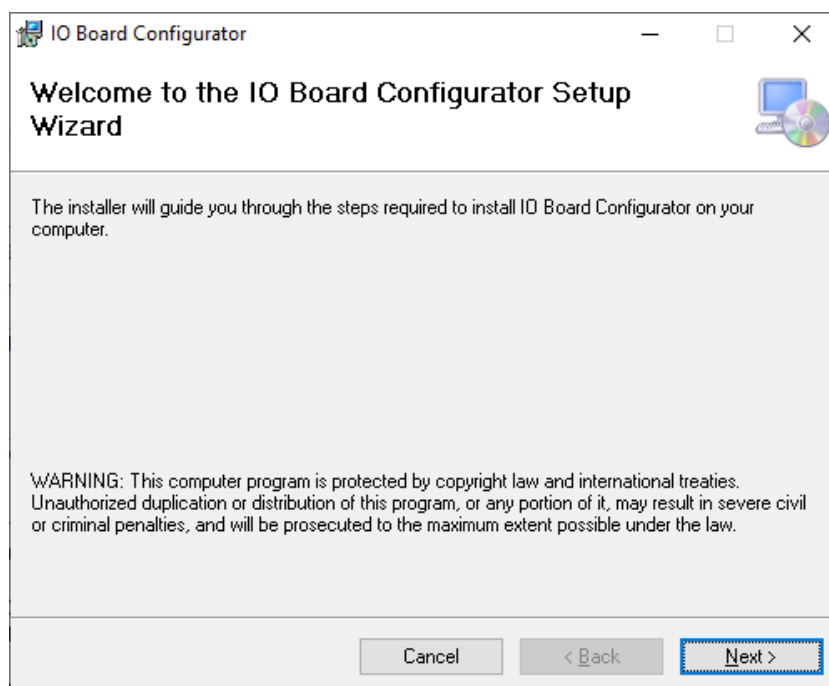 IO Board Configurator
Welcome to the IO Board Configurator Setup
Wizard
The installer will guide you through the steps required to install IO Board Configurator on your
computer.
WARNING: This computer program is protected by copyright law and international treaties.
Unauthorized duplication or distribution of this program, or any portion of it, may result in severe civil
or criminal penalties, and will be prosecuted to the maximum extent possible under the law.
Cancel
< Back
Next >